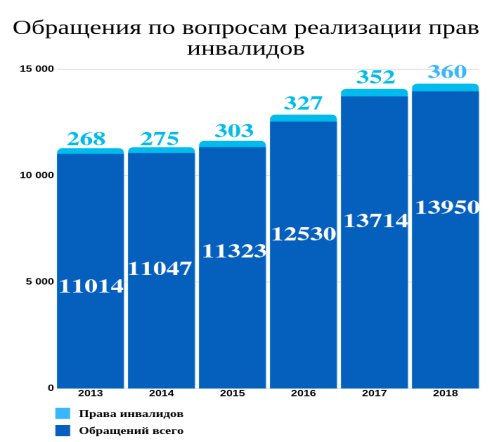 Обращения по вопросам реализации прав
инвалидов
15 000
10 000
5 000
0
268 275 303 327 352 360
11014 11047 11323 12530 13714 13950
2013 2014 2015 2016 2017 2018
Права инвалидов
Обращений всего